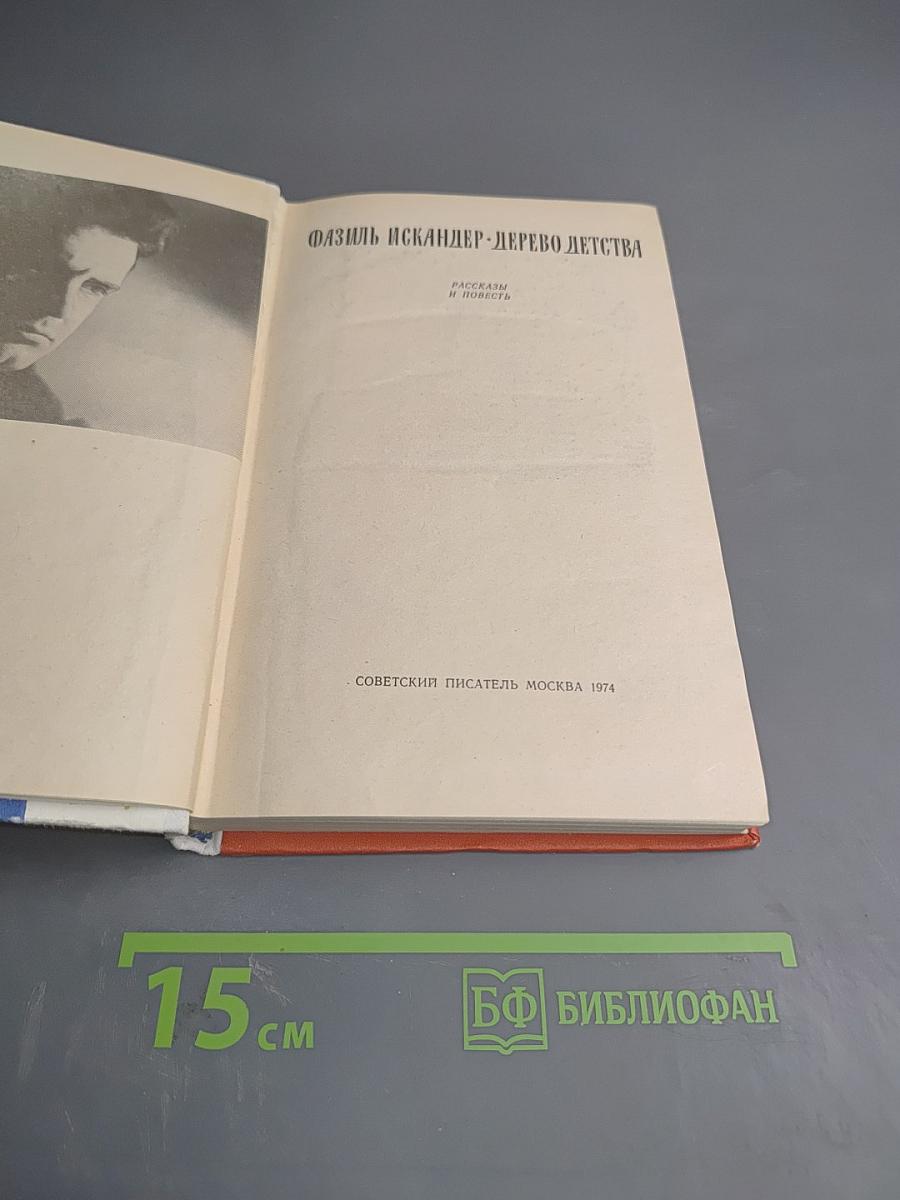 ФАЗИЛЬ ИСКАНДЕР · ДЕРЕВО ДЕТСТВА
РАССКАЗЫ
И ПОВЕСТЬ
СОВЕТСКИЙ ПИСАТЕЛЬ МОСКВА 1974
15 см
БФ БИБЛИОФАН